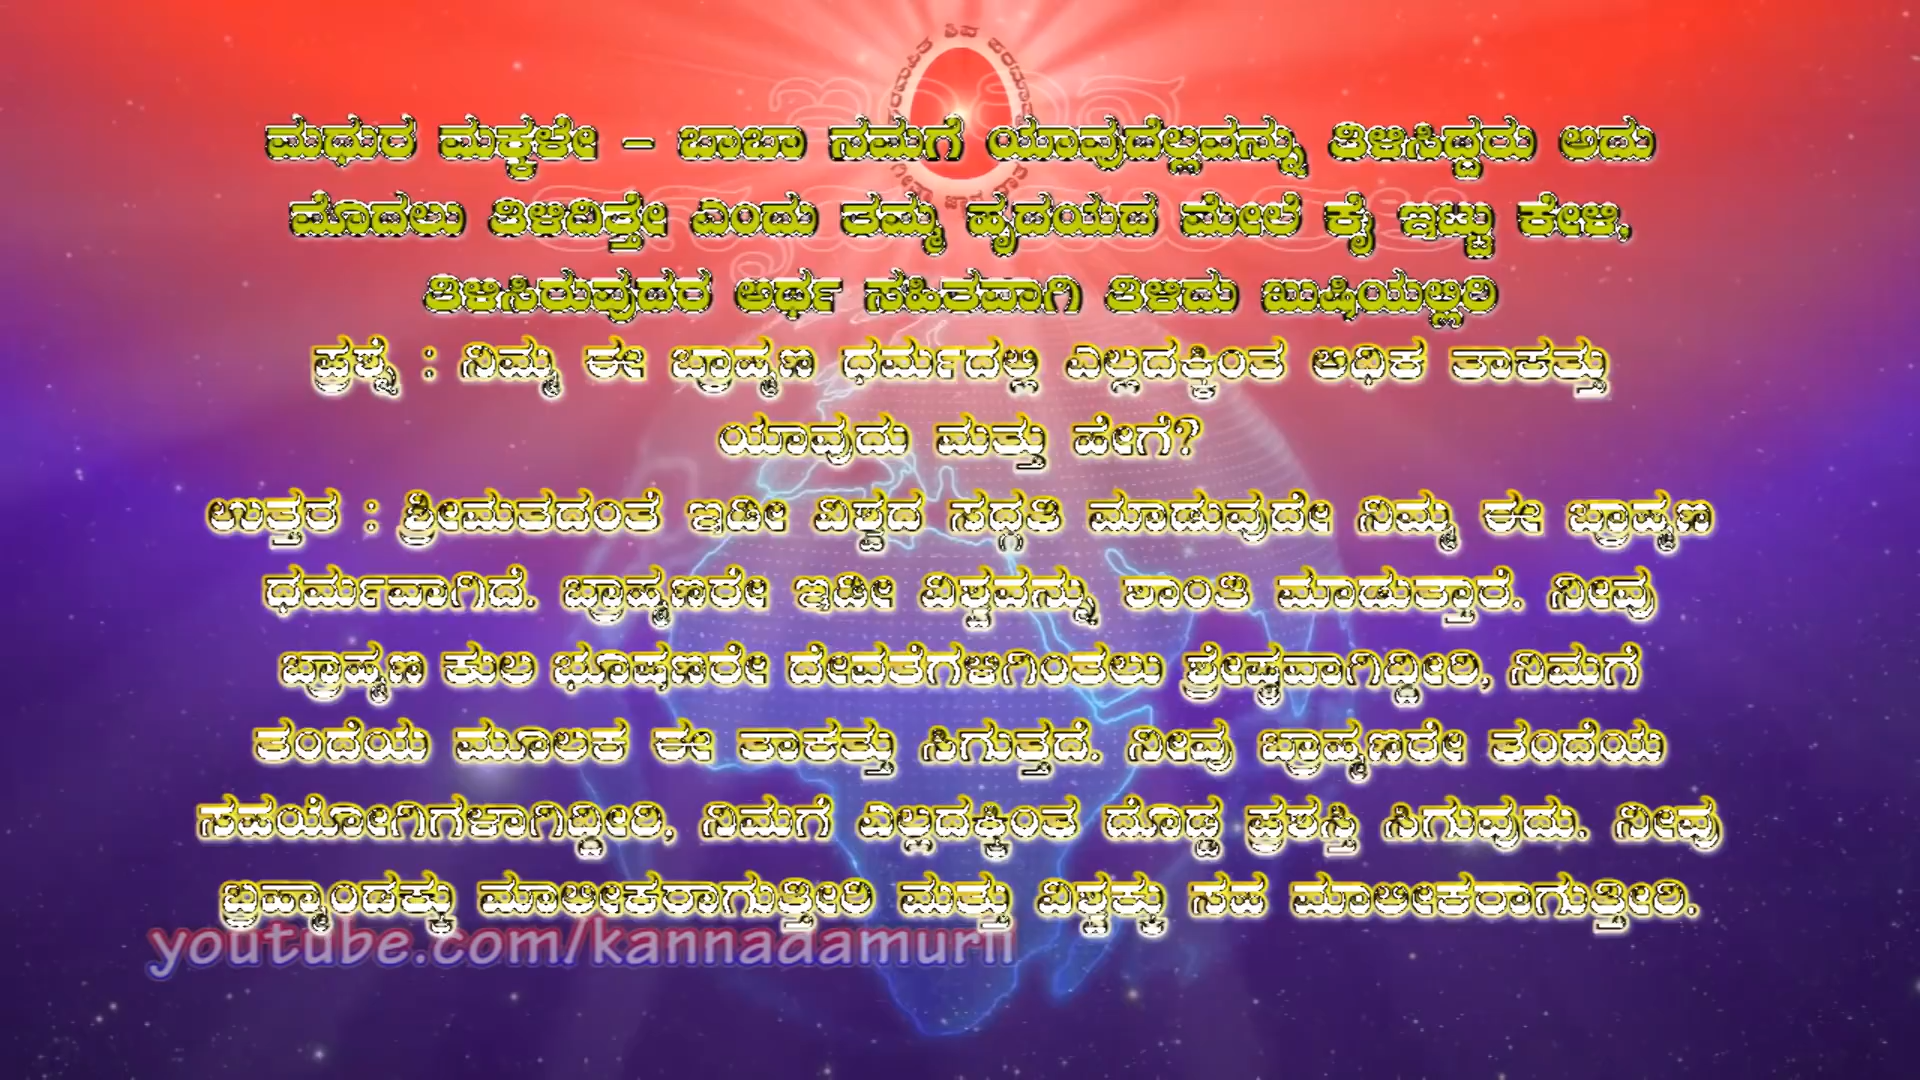 ಮಧುರ ಮಕ್ಕಳೇ – ಬಾಬಾ ನಮಗೆ ಯಾವುದೆಲ್ಲವನ್ನು ತಿಳಿಸಿದ್ದರು ಅದು
ಮೊದಲು ತಿಳಿದಿತ್ತೇ ಎಂದು ತಮ್ಮ ಹೃದಯದ ಮೇಲೆ ಕೈ ಇಟ್ಟು ಕೇಳಿ,
ತಿಳಿಸಿರುವುದರ ಅರ್ಥ ಸಹಿತವಾಗಿ ತಿಳಿದು ಖುಷಿಯಲ್ಲಿರಿ
ಪ್ರಶ್ನೆ : ನಿಮ್ಮ ಈ ಬ್ರಾಹ್ಮಣ ಧರ್ಮದಲ್ಲಿ ಎಲ್ಲದಕ್ಕಿಂತ ಅಧಿಕ ತಾಕತ್ತು
ಯಾವುದು ಮತ್ತು ಹೇಗೆ?
ಉತ್ತರ : ಶ್ರೀಮತದಂತೆ ಇಡೀ ವಿಶ್ವದ ಸದ್ಗತಿ ಮಾಡುವುದೇ ನಿಮ್ಮ ಈ ಬ್ರಾಹ್ಮಣ
ಧರ್ಮವಾಗಿದೆ. ಬ್ರಾಹ್ಮಣರೇ ಇಡೀ ವಿಶ್ವವನ್ನು ಶಾಂತಿ ಮಾಡುತ್ತಾರೆ. ನೀವು
ಬ್ರಾಹ್ಮಣ ಕುಲ ಭೂಷಣರೇ ದೇವತೆಗಳಿಗಿಂತಲು ಶ್ರೇಷ್ಠವಾಗಿದ್ದೀರಿ, ನಿಮಗೆ
ತಂದೆಯ ಮೂಲಕ ಈ ತಾಕತ್ತು ಸಿಗುತ್ತದೆ. ನೀವು ಬ್ರಾಹ್ಮಣರೇ ತಂದೆಯ
ಸಹಯೋಗಿಗಳಾಗಿದ್ದೀರಿ, ನಿಮಗೆ ಎಲ್ಲದಕ್ಕಿಂತ ದೊಡ್ಡ ಪ್ರಶಸ್ತಿ ಸಿಗುವುದು. ನೀವು
ಬ್ರಹ್ಮಾಂಡಕ್ಕು ಮಾಲೀಕರಾಗುತ್ತೀರಿ ಮತ್ತು ವಿಶ್ವಕ್ಕು ಸಹ ಮಾಲೀಕರಾಗುತ್ತೀರಿ.
youtube.com/kannadamurli